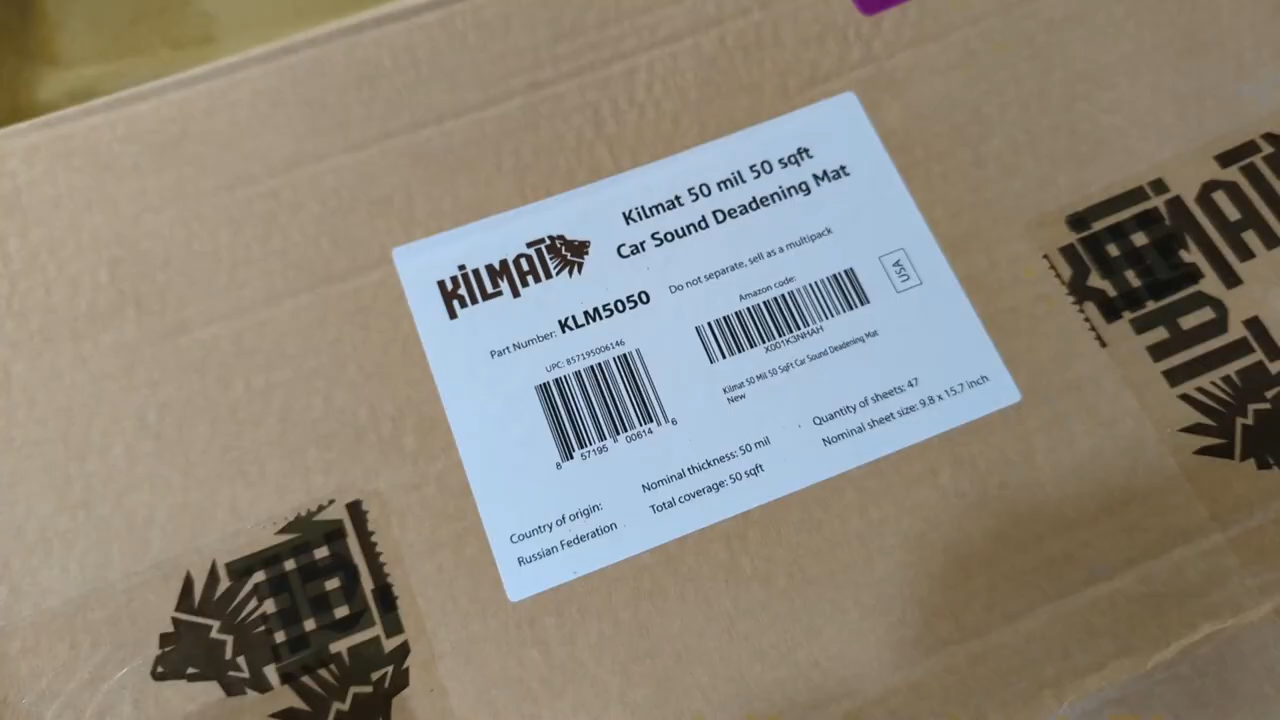 Kilmat 50 mil 50 sqft
Car Sound Deadening Mat
KILMAT
Do not separate, sell as a multipack
Part Number: KLM5050
Amazon code:
USA
X001K3NHAH
UPC: 857195006146
Kilmat 50 Mil 50 SqFt Car Sound Deadening Mat
New
8 57195 00614 6
Quantity of sheets: 47
Nominal sheet size: 9.8 x 15.7 inch
Nominal thickness: 50 mil
Total coverage: 50 sqft
Country of origin:
Russian Federation
KILMAT